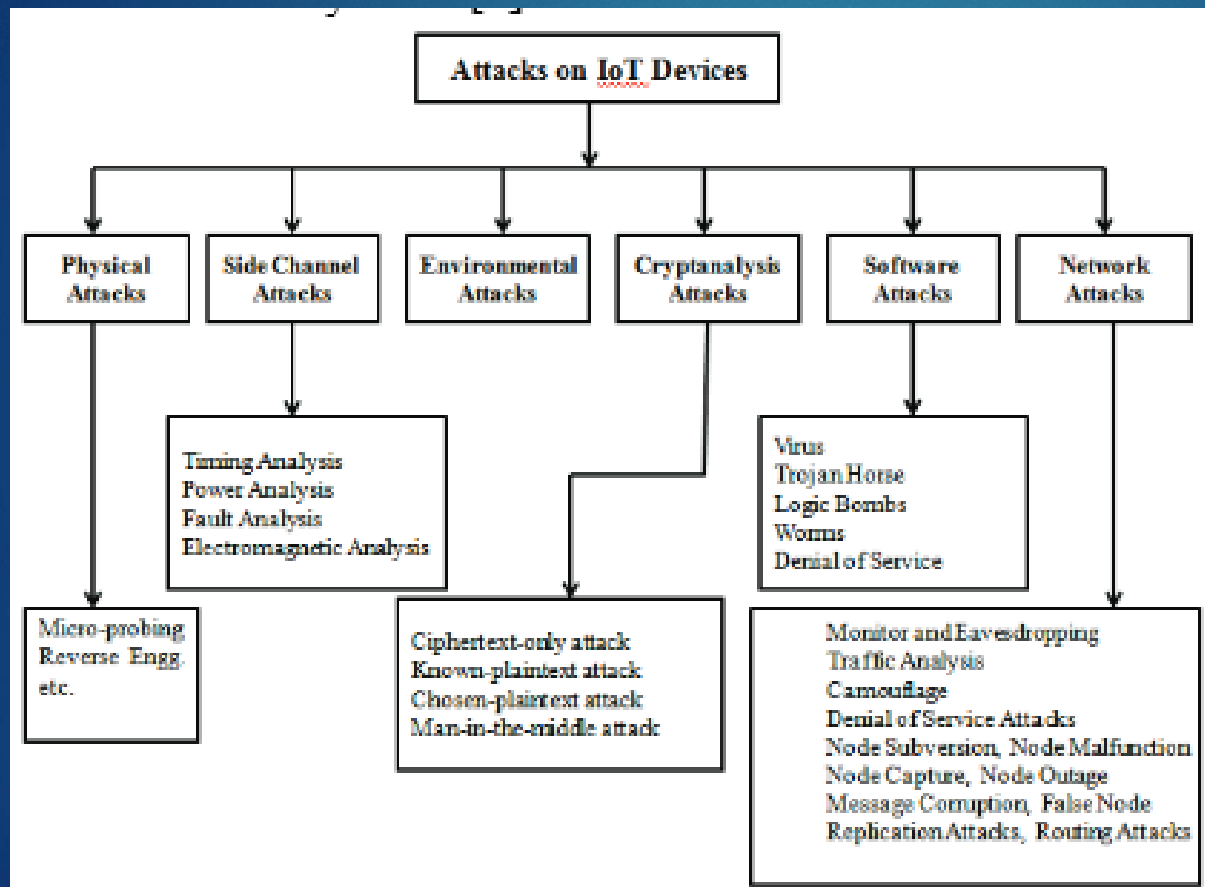 Attacks on IoT Devices
Physical
Attacks
Side Channel
Attacks
Environmental
Attacks
Cryptanalysis
Attacks
Software
Attacks
Network
Attacks
Timing Analysis
Power Analysis
Fault Analysis
Electromagnetic Analysis
Virus
Trojan Horse
Logic Bombs
Worms
Denial of Service
Micro-probing
Reverse Engg.
etc.
Ciphertext-only attack
Known-plaintext attack
Chosen-plaintext attack
Man-in-the-middle attack
Monitor and Eavesdropping
Traffic Analysis
Camouflage
Denial of Service Attacks
Node Subversion, Node Malfunction
Node Capture, Node Outage
Message Corruption, False Node
Replication Attacks, Routing Attacks